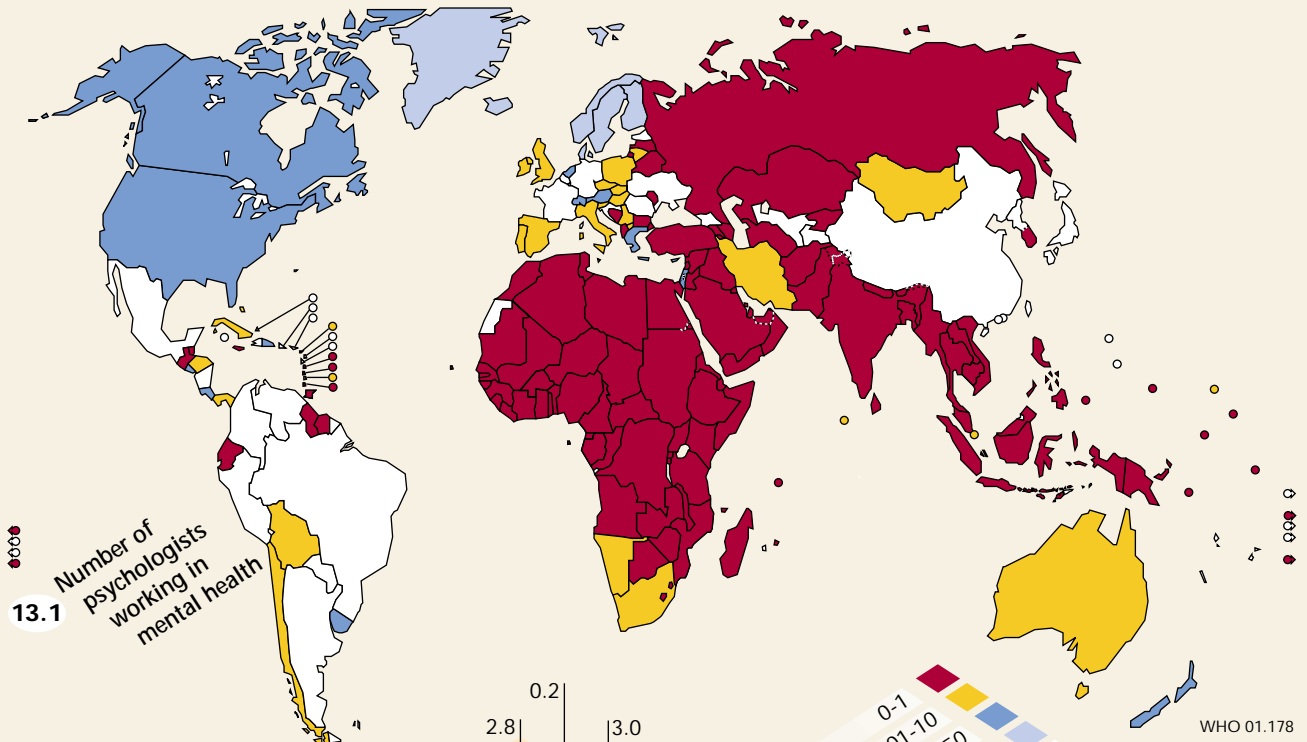 Number of
psychologists
working in
mental health
13.1
0.2
2.8
3.0
0-1
WHO 01.178